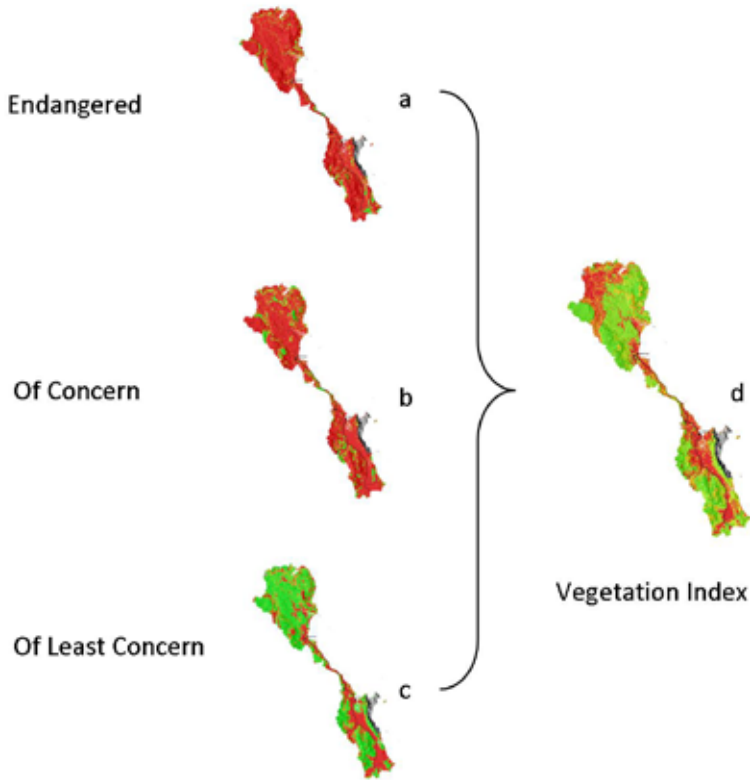 Endangered
a
Of Concern
b
d
Vegetation Index
Of Least Concern
c